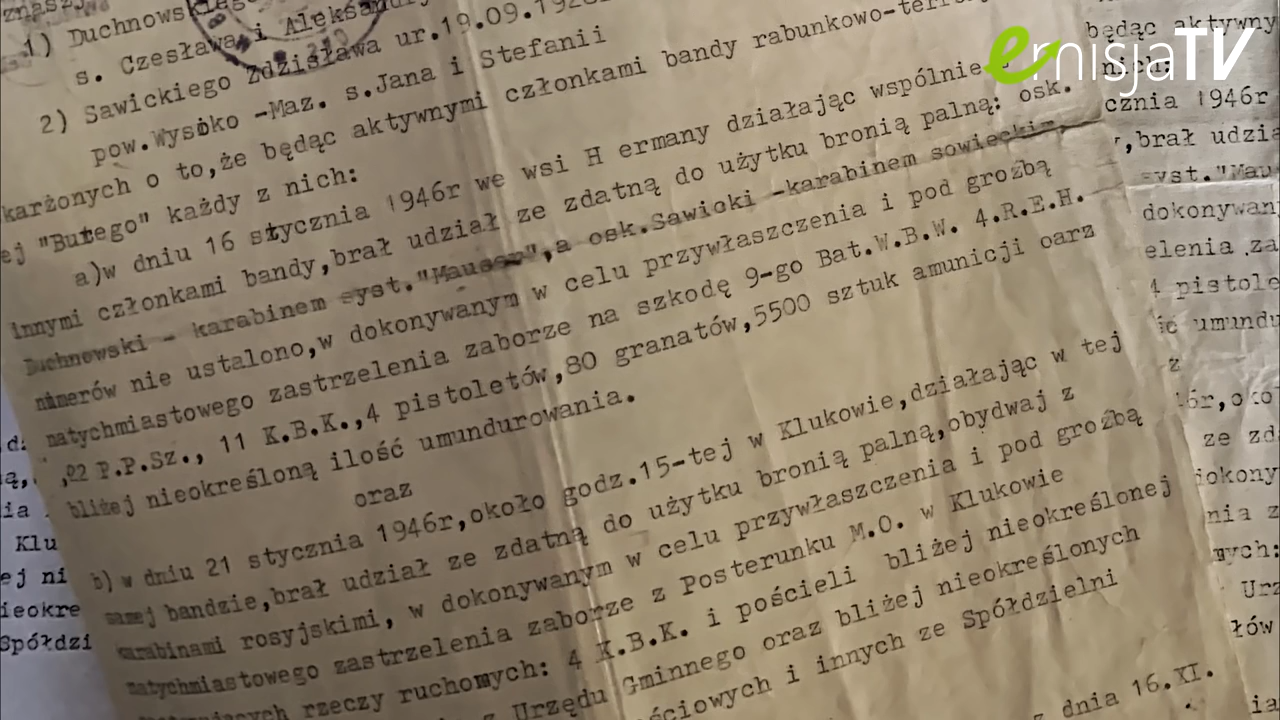 1) Duchnowskiego
s. Czesława i Aleksandry
2) Sawickiego Zdzisława ur.19.09.192
pow.Wysoko -Maz. s.Jana i Stefanii
karżonych o to,że będąc aktywnymi członkami bandy rabunkowo-terro
ej "Butego" każdy z nich:
a)w dniu 16 stycznia 1946r we wsi H ermany działając wspólnie
innymi członkami bandy,brał udział ze zdatną do użytku bronią palną: osk.
Duchnowski - karabinem syst."Mauser",a osk.Sawicki -karabinem sowieckim
numerów nie ustalono,w dokonywanym w celu przywłaszczenia i pod groźbą
natychmiastowego zastrzelenia zaborze na szkodę 9-go Bat.W.B.W. 4.R.E.H.
,22 P.P.Sz., 11 K.B.K.,4 pistoletów,80 granatów,5500 sztuk amunicji oarz
bliżej nieokreśloną ilość umundurowania.
oraz
b) w dniu 21 stycznia 1946r,około godz.15-tej w Klukowie,działając w tej
samej bandzie,brał udział ze zdatną do użytku bronią palną,obydwaj z
karabinami rosyjskimi, w dokonywanym w celu przywłaszczenia i pod groźbą
natychmiastowego zastrzelenia zaborze z Posterunku M.O. w Klukowie
rzeczy ruchomych: 4 K.B.K. i pościeli bliżej nieokreślonej
z Urzędu Gminnego oraz bliżej nieokreślonych
ściowych i innych ze Spółdzielni
z dnia 16.XI.
będąc aktywny
nich:
cznia 1946r
,brał udzia
syst."Mau
dokonywan
elenia za
4 pistole
ić umundu
z
ze zd
dokony
nia z
Urz
łów
ia
Klu
ej ni
ieokre
Spółdzi
emisjaTV